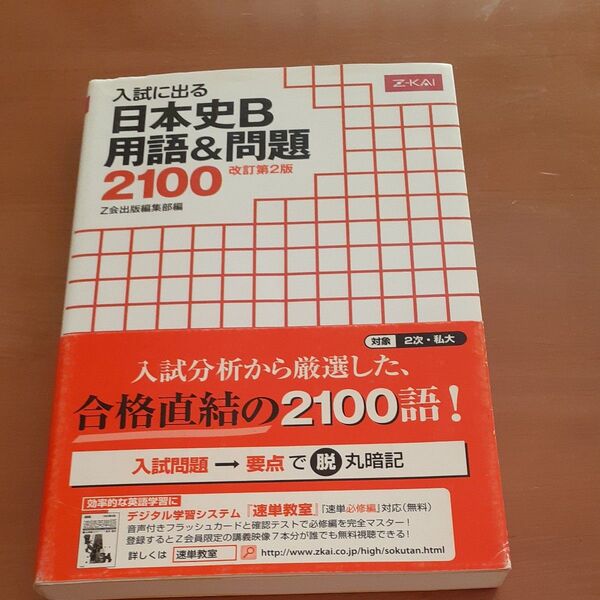 Z-KAI
入試に出る
日本史B
用語&問題
2100 改訂第2版
Z会出版編集部編
対象 2次・私大
入試分析から厳選した、
合格直結の2100語!
入試問題→要点で脱丸暗記
効率的な英語学習に
デジタル学習システム『速単教室』『速単必修編』対応(無料)
音声付きフラッシュカードと確認テストで必修編を完全マスター!
登録するとZ会員限定の講義映像7本分が誰でも無料視聴できる!
詳しくは 速単教室 http://www.zkai.co.jp/high/sokutan.html